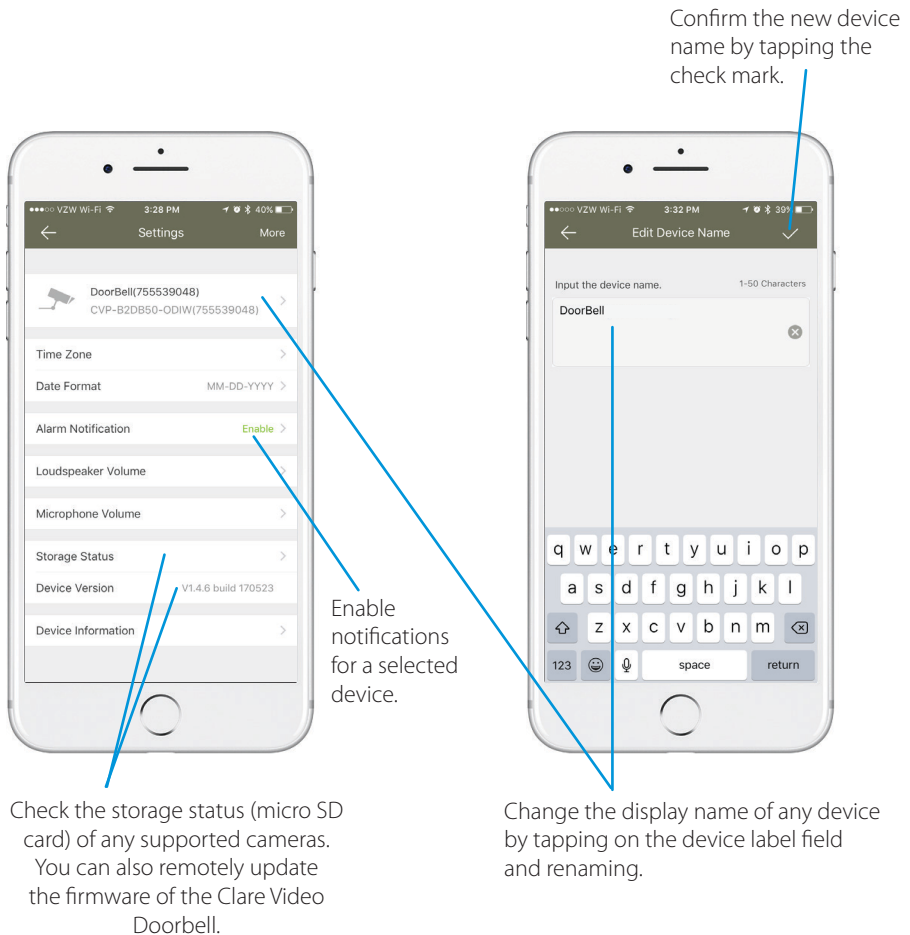 Confirm the new device
name by tapping the
check mark.
VZW Wi-Fi 3:28 PM 40%
Settings More
DoorBell(755539048)
CVP-B2DB50-ODIW(755539048)
Time Zone
Date Format MM-DD-YYYY
Alarm Notification Enable
Loudspeaker Volume
Microphone Volume
Storage Status
Device Version V1.4.6 build 170523
Device Information
Enable
notifications
for a selected
device.
Check the storage status (micro SD
card) of any supported cameras.
You can also remotely update
the firmware of the Clare Video
Doorbell.
VZW Wi-Fi 3:32 PM 39%
Edit Device Name
Input the device name. 1-50 Characters
DoorBell
q w e r t y u i o p
a s d f g h j k l
z x c v b n m
123 space return
Change the display name of any device
by tapping on the device label field
and renaming.